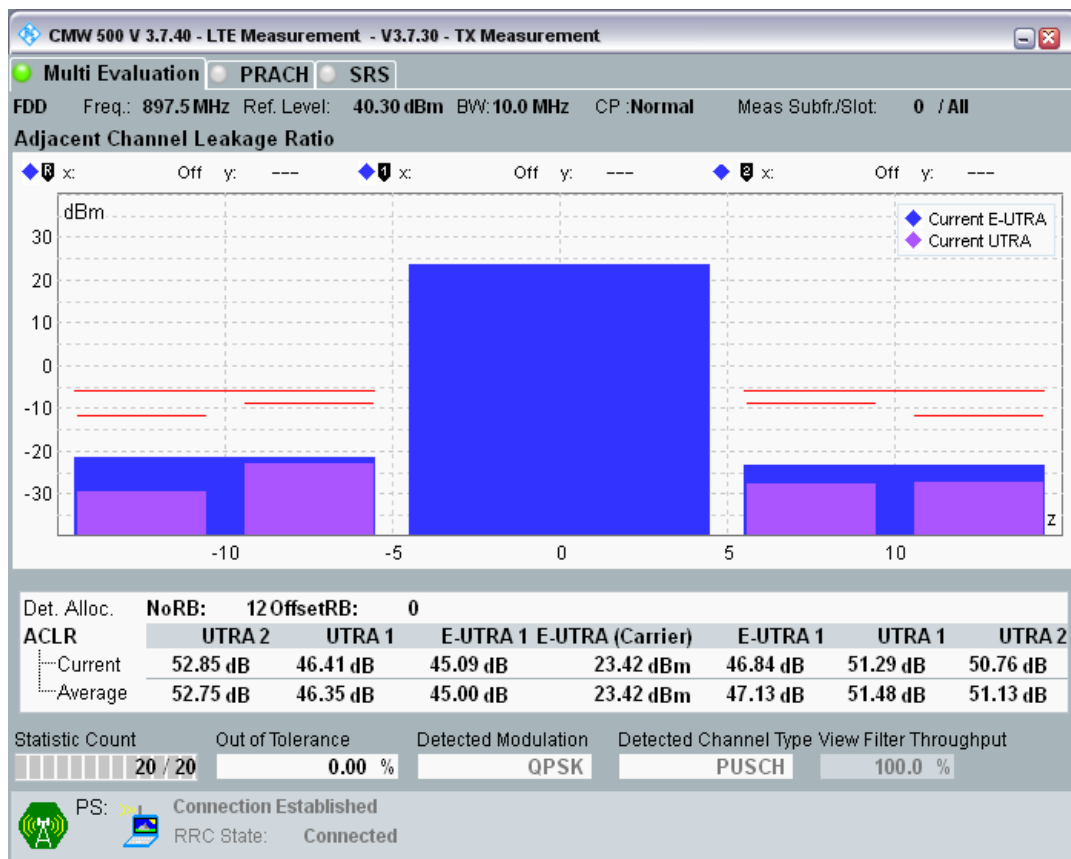 CMW 500 V 3.7.40 - LTE Measurement - V3.7.30 - TX Measurement
Multi Evaluation PRACH SRS
FDD Freq.: 897.5 MHz Ref. Level: 40.30 dBm BW: 10.0 MHz CP :Normal Meas Subfr./Slot: 0 / All
Adjacent Channel Leakage Ratio
R x: Off y: --- 1 x: Off y: --- 2 x: Off y: ---
dBm
Current E-UTRA
Current UTRA
30
20
10
0
-10
-20
-30
z
-10 -5 0 5 10
Det. Alloc. NoRB: 12 OffsetRB: 0
ACLR UTRA 2 UTRA 1 E-UTRA 1 E-UTRA (Carrier) E-UTRA 1 UTRA 1 UTRA 2
Current 52.85 dB 46.41 dB 45.09 dB 23.42 dBm 46.84 dB 51.29 dB 50.76 dB
Average 52.75 dB 46.35 dB 45.00 dB 23.42 dBm 47.13 dB 51.48 dB 51.13 dB
Statistic Count Out of Tolerance Detected Modulation Detected Channel Type View Filter Throughput
20 / 20 0.00 % QPSK PUSCH 100.0 %
PS: Connection Established
RRC State: Connected